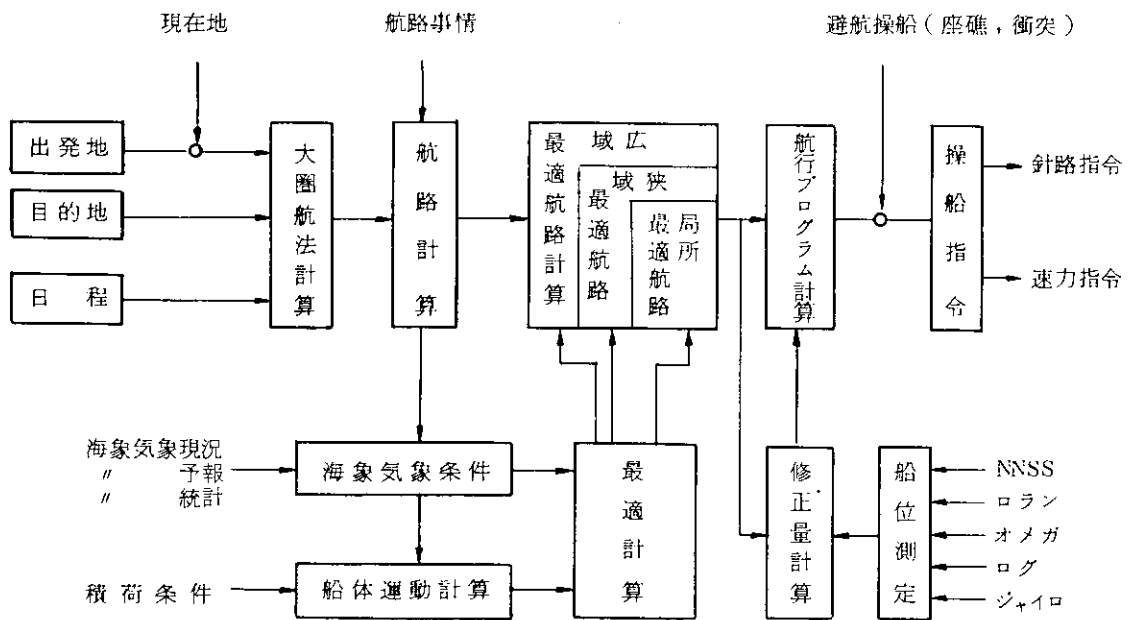 現在地
航路事情
避航操船(座礁,衝突)
出発地
目的地
日程
大圏航法計算
航路計算
域広
最適航路計算
域狭
最適航路
局所
最適航路
航行プログラム計算
操船指令
針路指令
速力指令
海象気象現況
〃 予報
〃 統計
海象気象条件
積荷条件
船体運動計算
最適計算
修正量計算
船位測定
NNSS
ロラン
オメガ
ログ
ジャイロ